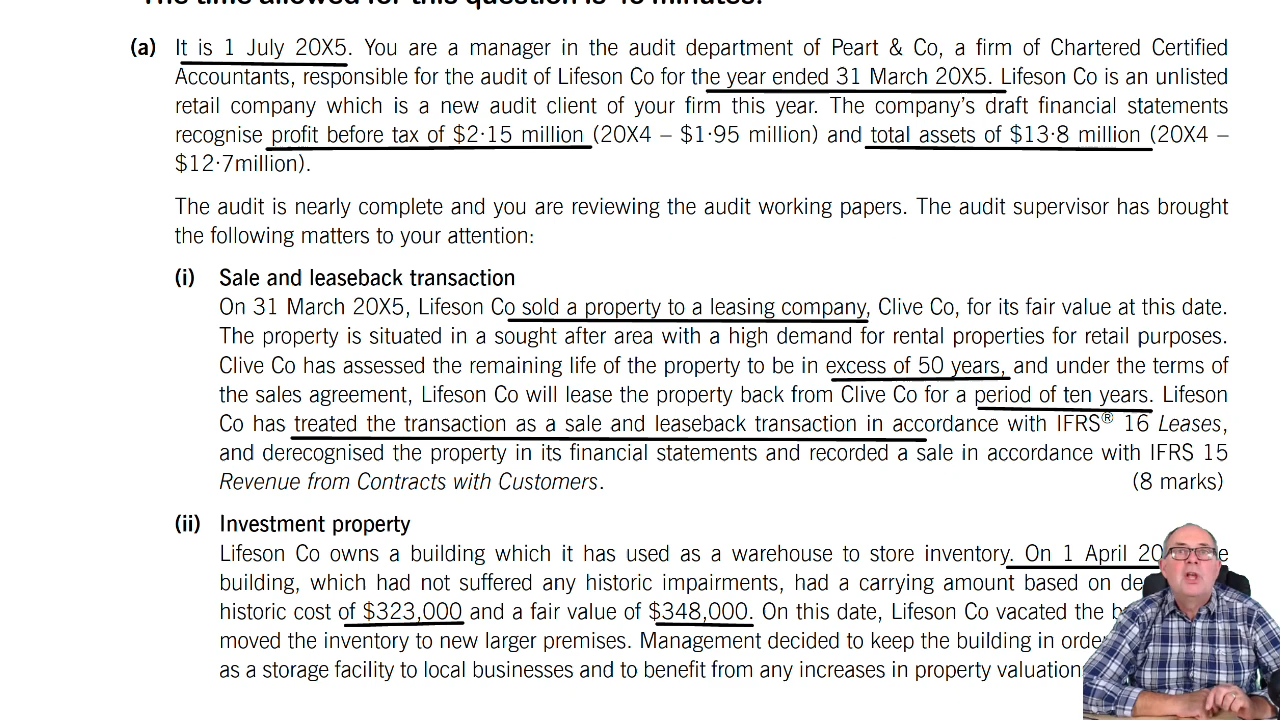 The time allowed for this question is 40 minutes.
(a) It is 1 July 20X5. You are a manager in the audit department of Peart & Co, a firm of Chartered Certified
Accountants, responsible for the audit of Lifeson Co for the year ended 31 March 20X5. Lifeson Co is an unlisted
retail company which is a new audit client of your firm this year. The company's draft financial statements
recognise profit before tax of $2·15 million (20X4 – $1·95 million) and total assets of $13·8 million (20X4 –
$12·7million).
The audit is nearly complete and you are reviewing the audit working papers. The audit supervisor has brought
the following matters to your attention:
(i) Sale and leaseback transaction
On 31 March 20X5, Lifeson Co sold a property to a leasing company, Clive Co, for its fair value at this date.
The property is situated in a sought after area with a high demand for rental properties for retail purposes.
Clive Co has assessed the remaining life of the property to be in excess of 50 years, and under the terms of
the sales agreement, Lifeson Co will lease the property back from Clive Co for a period of ten years. Lifeson
Co has treated the transaction as a sale and leaseback transaction in accordance with IFRS® 16 Leases,
and derecognised the property in its financial statements and recorded a sale in accordance with IFRS 15
Revenue from Contracts with Customers. (8 marks)
(ii) Investment property
Lifeson Co owns a building which it has used as a warehouse to store inventory. On 1 April
building, which had not suffered any historic impairments, had a carrying amount based on
historic cost of $323,000 and a fair value of $348,000. On this date, Lifeson Co vacated the
moved the inventory to new larger premises. Management decided to keep the building in
as a storage facility to local businesses and to benefit from any increases in property